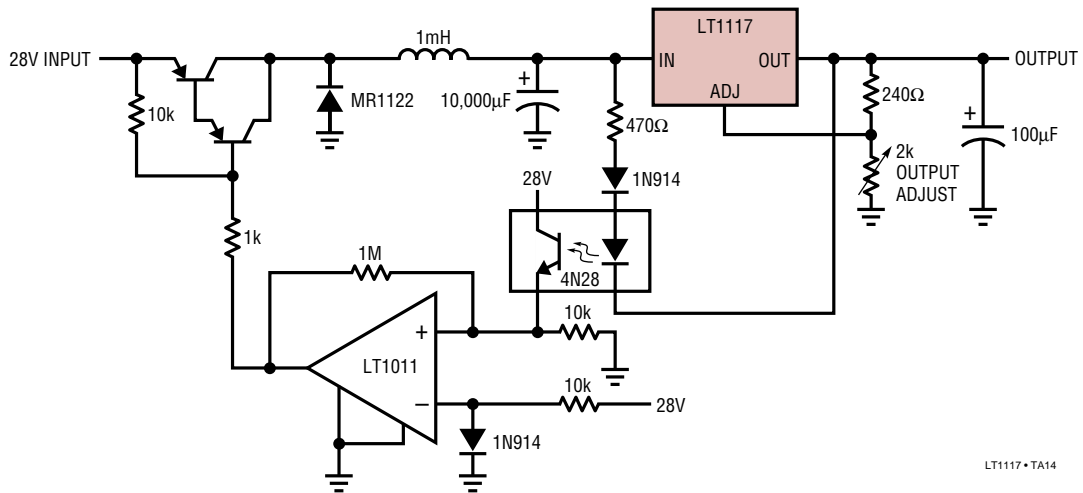 28V INPUT
10k
1k
MR1122
1mH
+
10,000µF
470Ω
1N914
LT1117
IN
OUT
ADJ
240Ω
2k
OUTPUT
ADJUST
+
100µF
OUTPUT
28V
4N28
1M
+
LT1011
–
10k
10k
28V
1N914
LT1117 • TA14